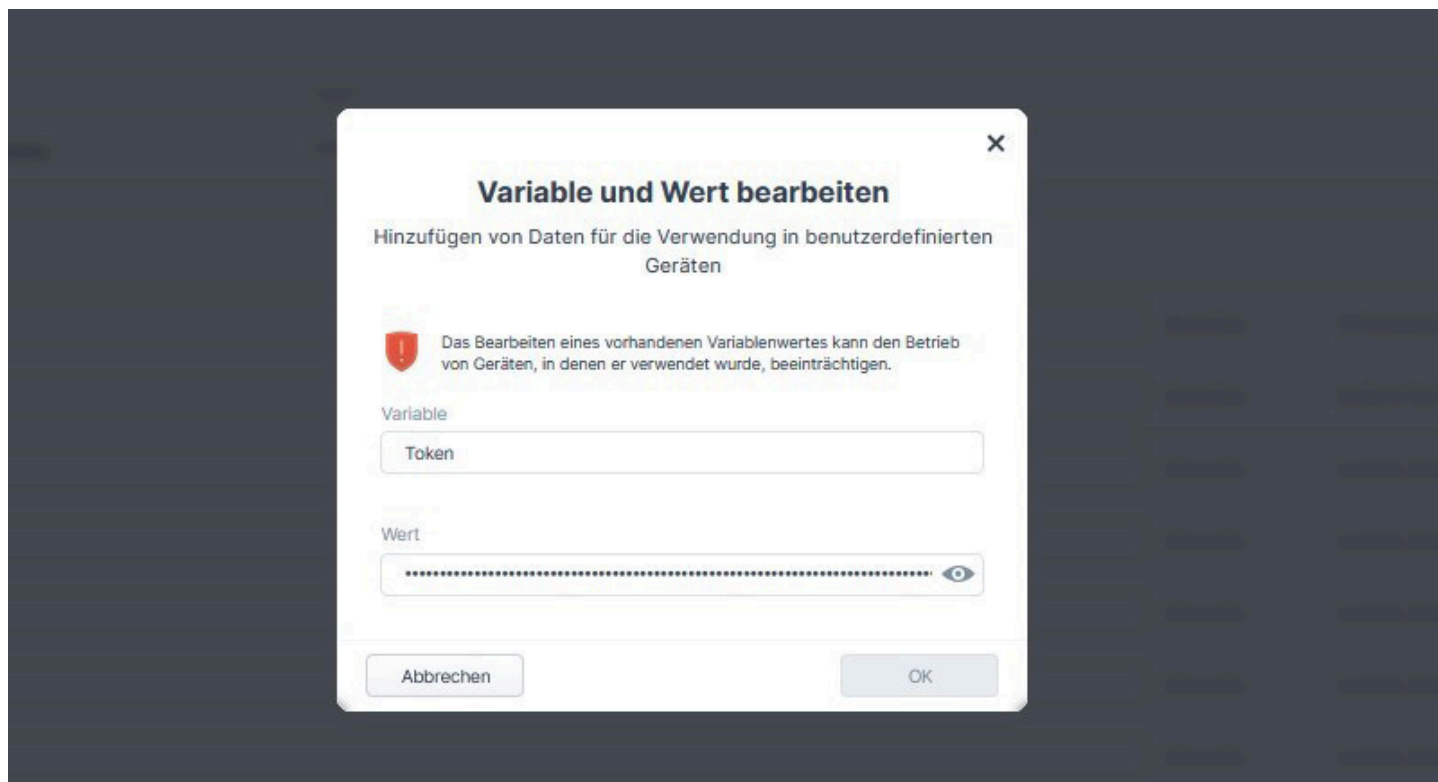 Variable und Wert bearbeiten
Hinzufügen von Daten für die Verwendung in benutzerdefinierten
Geräten
Das Bearbeiten eines vorhandenen Variablenwertes kann den Betrieb
von Geräten, in denen er verwendet wurde, beeinträchtigen.
Variable
Token
Wert
Abbrechen
OK